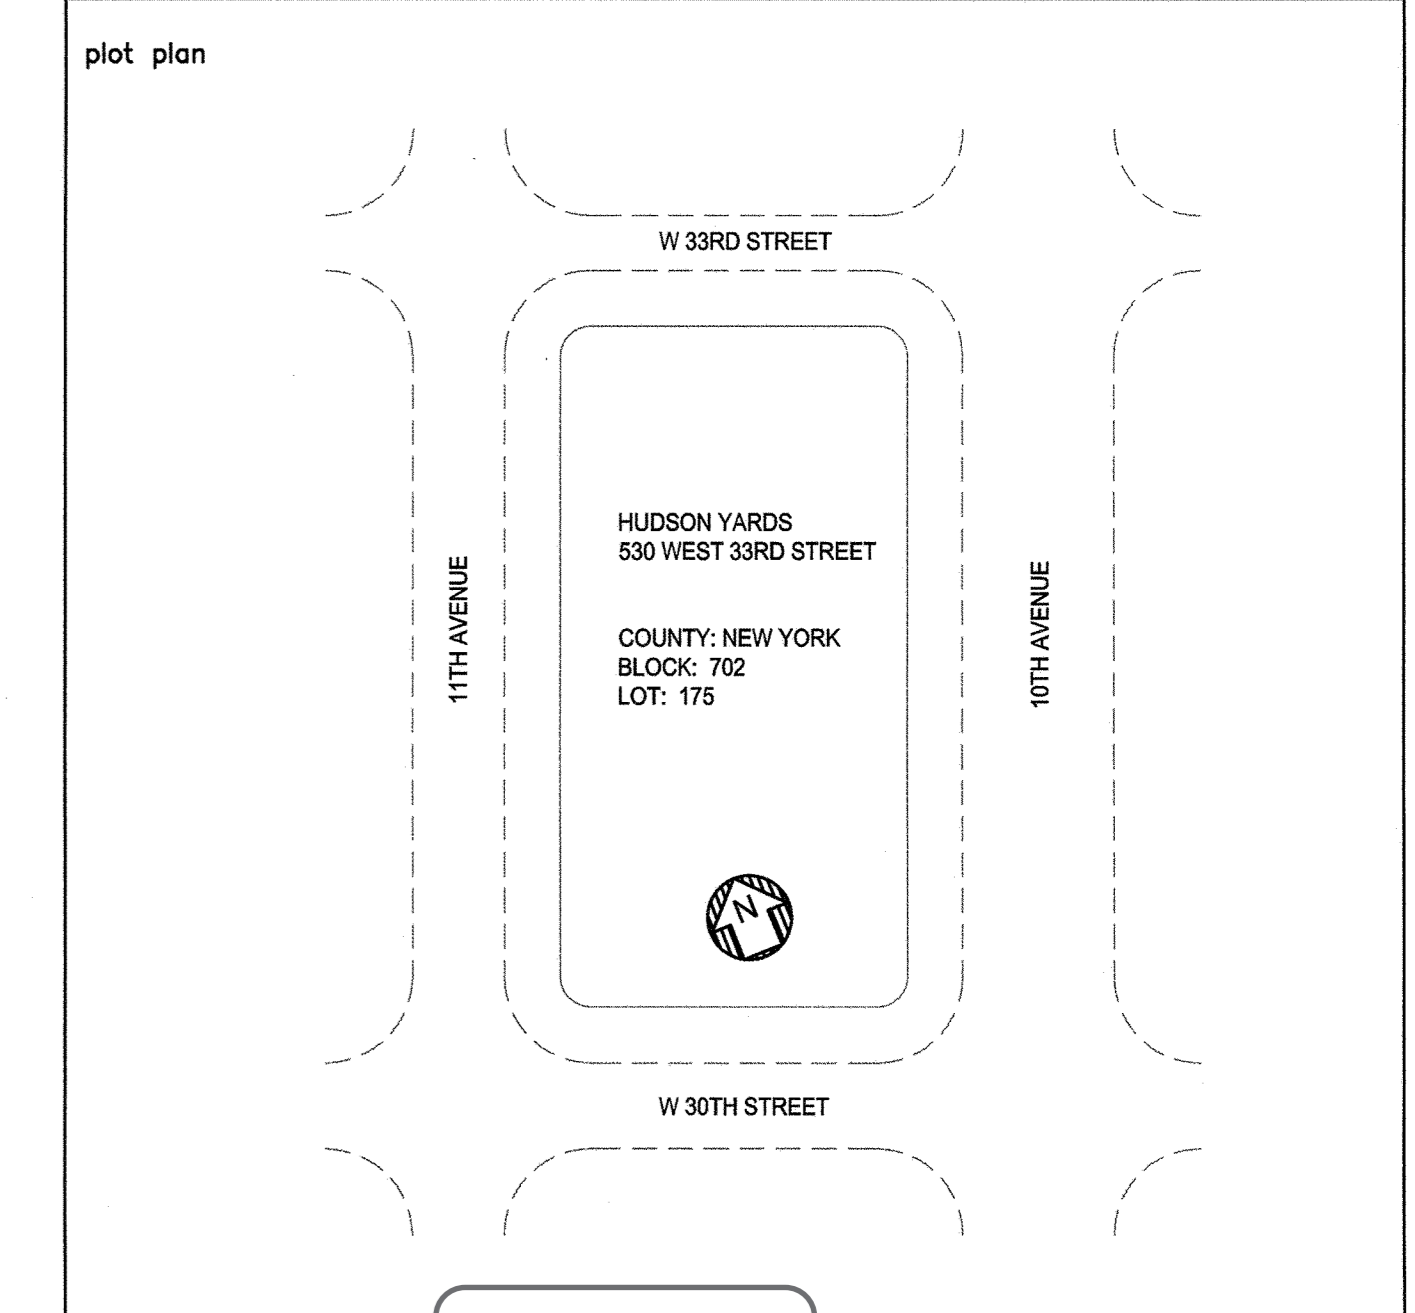 plot plan
W 33RD STREET
HUDSON YARDS
530 WEST 33RD STREET
11TH AVENUE
10TH AVENUE
COUNTY: NEW YORK
BLOCK: 702
LOT: 175
N
W 30TH STREET